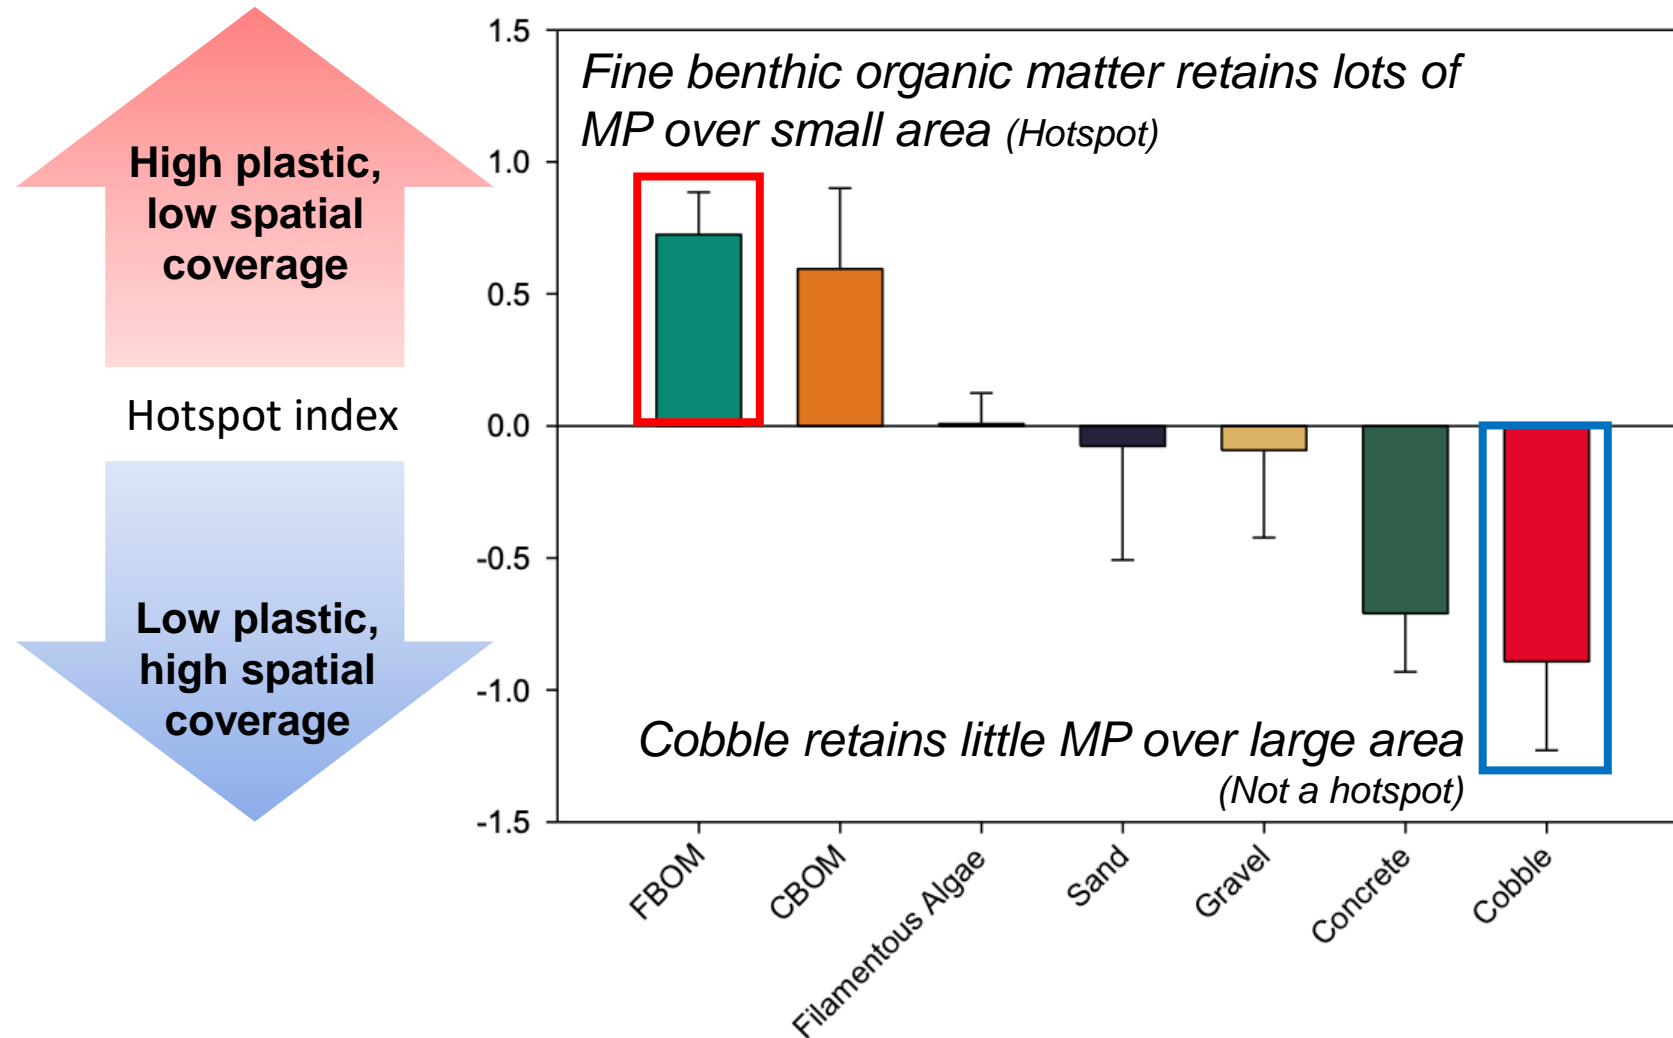 High plastic,
low spatial
coverage
Hotspot index
Low plastic,
high spatial
coverage
1.5
1.0
0.5
0.0
-0.5
-1.0
-1.5
Fine benthic organic matter retains lots of
MP over small area (Hotspot)
Cobble retains little MP over large area
(Not a hotspot)
FBOM
CBOM
Filamentous Algae
Sand
Gravel
Concrete
Cobble